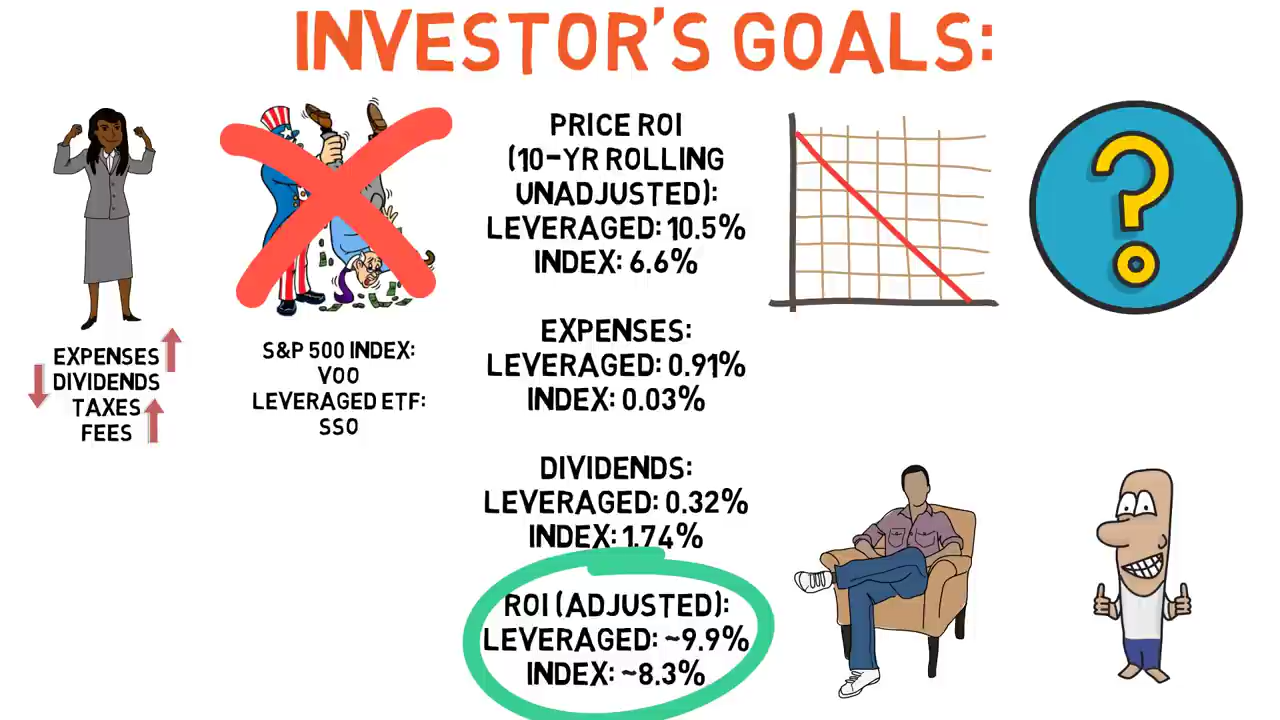 INVESTOR'S GOALS:
EXPENSES
DIVIDENDS
TAXES
FEES
S&P 500 INDEX:
VOO
LEVERAGED ETF:
SSO
PRICE ROI
(10-YR ROLLING
UNADJUSTED):
LEVERAGED: 10.5%
INDEX: 6.6%
EXPENSES:
LEVERAGED: 0.91%
INDEX: 0.03%
DIVIDENDS:
LEVERAGED: 0.32%
INDEX: 1.74%
ROI (ADJUSTED):
LEVERAGED: ~9.9%
INDEX: ~8.3%
?